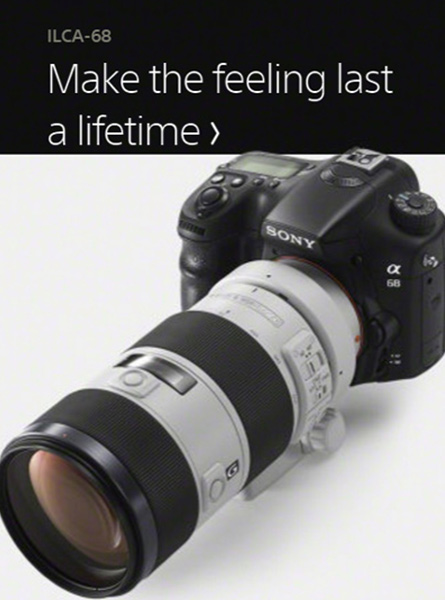 ILCA-68
Make the feeling last
a lifetime ›
SONY
α
68
G